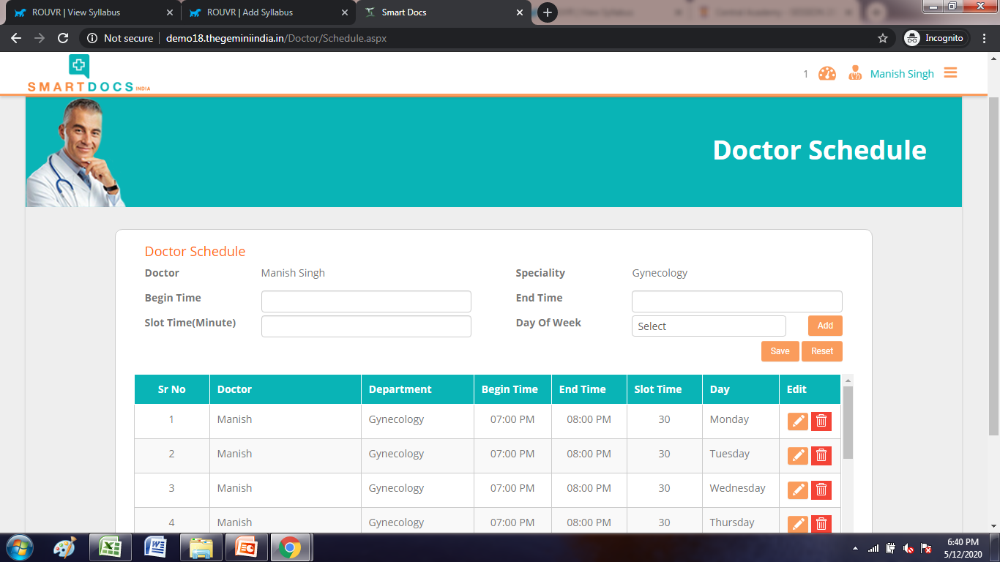 ROUVR | View Syllabus
ROUVR | Add Syllabus
Smart Docs
Not secure
demo18.thegeminiindia.in/Doctor/Schedule.aspx
Incognito
SMARTDOCS INDIA
1
Manish Singh
Doctor Schedule
Doctor Schedule
Doctor Manish Singh Speciality Gynecology
Begin Time End Time
Slot Time(Minute) Day Of Week Select Add
Save Reset
Sr No Doctor Department Begin Time End Time Slot Time Day Edit
1 Manish Gynecology 07:00 PM 08:00 PM 30 Monday
2 Manish Gynecology 07:00 PM 08:00 PM 30 Tuesday
3 Manish Gynecology 07:00 PM 08:00 PM 30 Wednesday
4 Manish Gynecology 07:00 PM 08:00 PM 30 Thursday
6:40 PM
5/12/2020